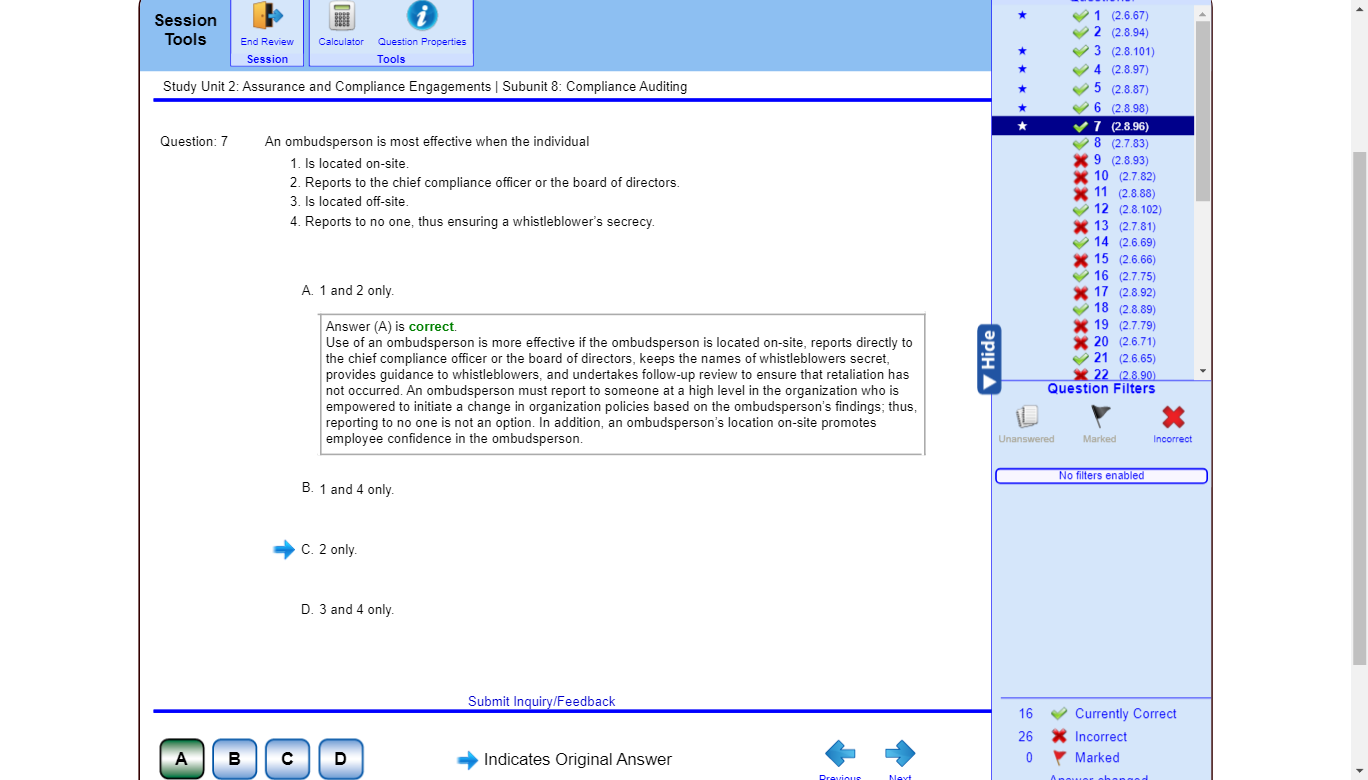 Session
Tools
End Review
Session
Calculator
Question Properties
Tools
Study Unit 2: Assurance and Compliance Engagements | Subunit 8: Compliance Auditing
Question: 7
An ombudsperson is most effective when the individual
1. Is located on-site.
2. Reports to the chief compliance officer or the board of directors.
3. Is located off-site.
4. Reports to no one, thus ensuring a whistleblower’s secrecy.
A. 1 and 2 only.
Answer (A) is correct.
Use of an ombudsperson is more effective if the ombudsperson is located on-site, reports directly to
the chief compliance officer or the board of directors, keeps the names of whistleblowers secret,
provides guidance to whistleblowers, and undertakes follow-up review to ensure that retaliation has
not occurred. An ombudsperson must report to someone at a high level in the organization who is
empowered to initiate a change in organization policies based on the ombudsperson’s findings; thus,
reporting to no one is not an option. In addition, an ombudsperson’s location on-site promotes
employee confidence in the ombudsperson.
B. 1 and 4 only.
C. 2 only.
D. 3 and 4 only.
Submit Inquiry/Feedback
A B C D
Indicates Original Answer
Previous
Next
1 (2.6.67)
2 (2.8.94)
3 (2.8.101)
4 (2.8.97)
5 (2.8.87)
6 (2.8.98)
7 (2.8.96)
8 (2.7.83)
9 (2.8.93)
10 (2.7.82)
11 (2.8.88)
12 (2.8.102)
13 (2.7.81)
14 (2.6.69)
15 (2.6.66)
16 (2.7.75)
17 (2.8.92)
18 (2.8.89)
19 (2.7.79)
20 (2.6.71)
21 (2.6.65)
22 (2.8.90)
Hide
Question Filters
Unanswered
Marked
Incorrect
No filters enabled
16 Currently Correct
26 Incorrect
0 Marked
Answer changed